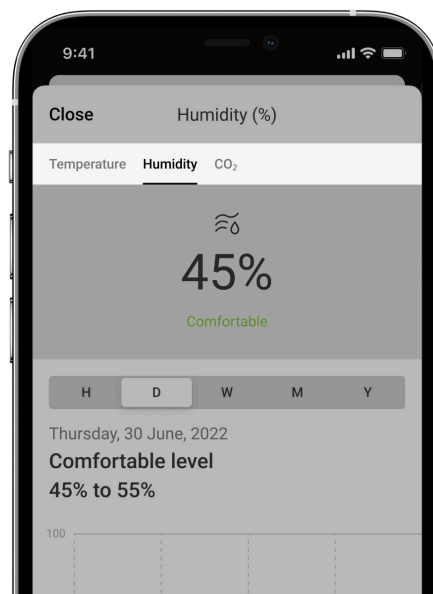 9:41
Close Humidity (%)
Temperature Humidity CO₂
45%
Comfortable
H D W M Y
Thursday, 30 June, 2022
Comfortable level
45% to 55%
100